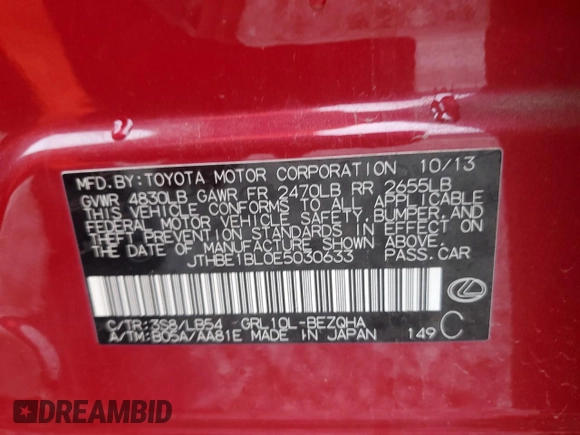 MFD.BY:TOYOTA MOTOR CORPORATION 10/13
GVWR 4830LB GAWR FR 2470LB RR 2655LB
THIS VEHICLE CONFORMS TO ALL APPLICABLE
FEDERAL MOTOR VEHICLE SAFETY, BUMPER, AND
THEFT PREVENTION STANDARDS IN EFFECT ON
THE DATE OF MANUFACTURE SHOWN ABOVE.
JTHBE1BL0E5030633 PASS.CAR
C/TR:3S8/LB54 GRL10L-BEZQHA
A/TM:B05A/AA81E MADE IN JAPAN 149 C
DREAMBID